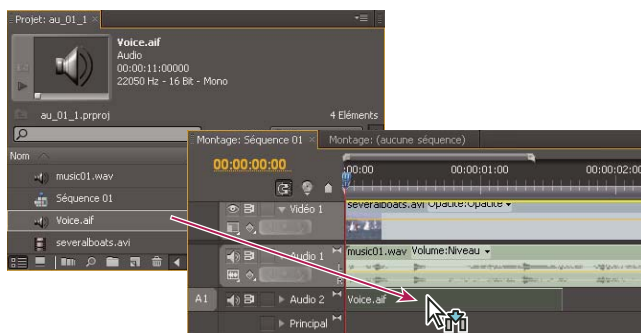 Projet: au_01_1 ×
Voice.aif
Audio
00:00:11:00000
22050 Hz - 16 Bit - Mono
au_01_1.prproj
4 Eléments
Nom
music01.wav
Séquence 01
Voice.aif
severalboats.avi
Montage: Séquence 01 ×
Montage: (aucune séquence)
00:00:00:00
00:00
00:00:01:00
00:00:02:00
Vidéo 1
severalboats.avi Opacité:Opacité
Audio 1
music01.wav Volume:Niveau
L
R
A1
Audio 2
Voice.aif
Principal